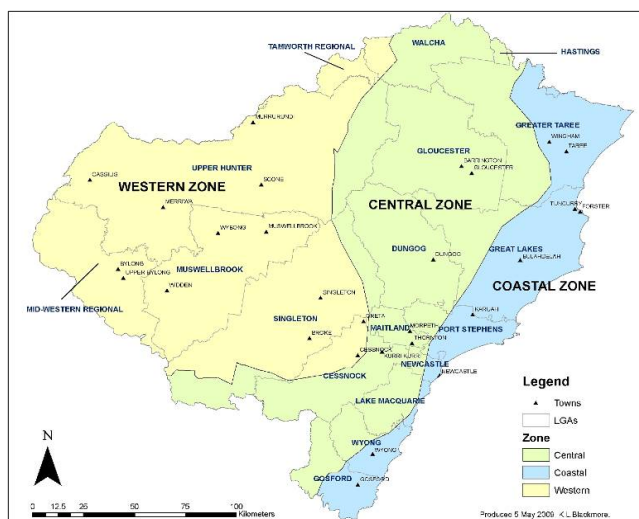 WALCHA
TAMWORTH REGIONAL
HASTINGS
MURRURUNDI
GREATER TAREE
WINGHAM
TAREE
GLOUCESTER
BARRINGTON
GLOUCESTER
UPPER HUNTER
CASSILIS
WESTERN ZONE
SCONE
CENTRAL ZONE
MERRIWA
TUNCURRY
FORSTER
WYBONG
MUSWELLBROOK
DUNGOG
GREAT LAKES
DUNGOG
BULAHDELAH
BYLONG
UPPER BYLONG
MUSWELLBROOK
WIDDEN
COASTAL ZONE
MID-WESTERN REGIONAL
SINGLETON
SINGLETON
KARUAH
MAITLAND
MORPETH
PORT STEPHENS
BROKE
THORNTON
CESSNOCK
KURRI KURRI
NEWCASTLE
CESSNOCK
NEWCASTLE
LAKE MACQUARIE
WYONG
WYONG
GOSFORD
GOSFORD
Legend
Towns
LGAs
Zone
Central
Coastal
Western
N
0 12.5 25 50 75 100
Kilometers
Produced 5 May 2009 K L Blackmore.